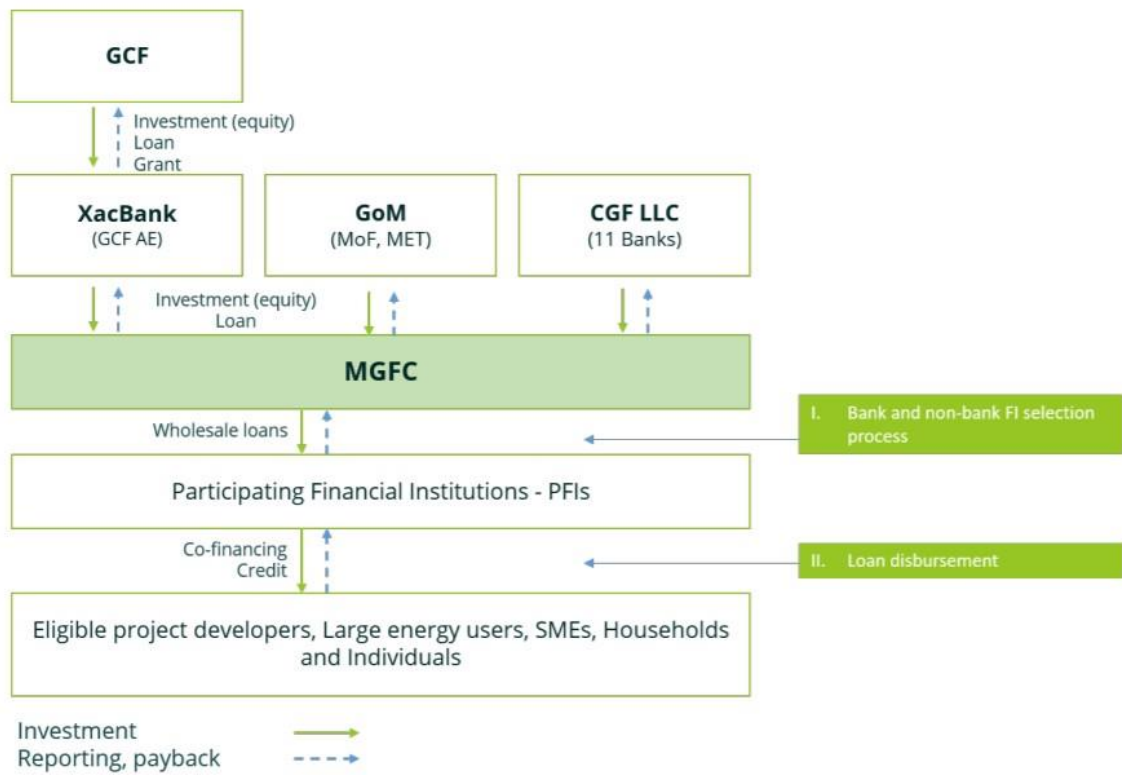 GCF
Investment (equity)
Loan
Grant
XacBank
(GCF AE)
GoM
(MoF, MET)
CGF LLC
(11 Banks)
Investment (equity)
Loan
MGFC
I. Bank and non-bank FI selection
process
Wholesale loans
Participating Financial Institutions - PFIs
Co-financing
Credit
II. Loan disbursement
Eligible project developers, Large energy users, SMEs, Households
and Individuals
Investment
Reporting, payback